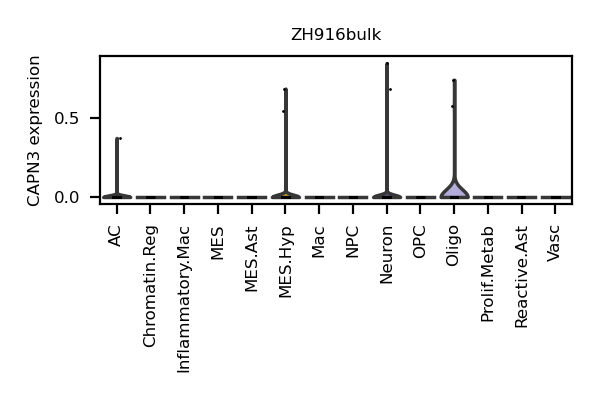 ZH916bulk
CAPN3 expression
0.5
0.0
AC
Chromatin.Reg
Inflammatory.Mac
MES
MES.Ast
MES.Hyp
Mac
NPC
Neuron
OPC
Oligo
Prolif.Metab
Reactive.Ast
Vasc